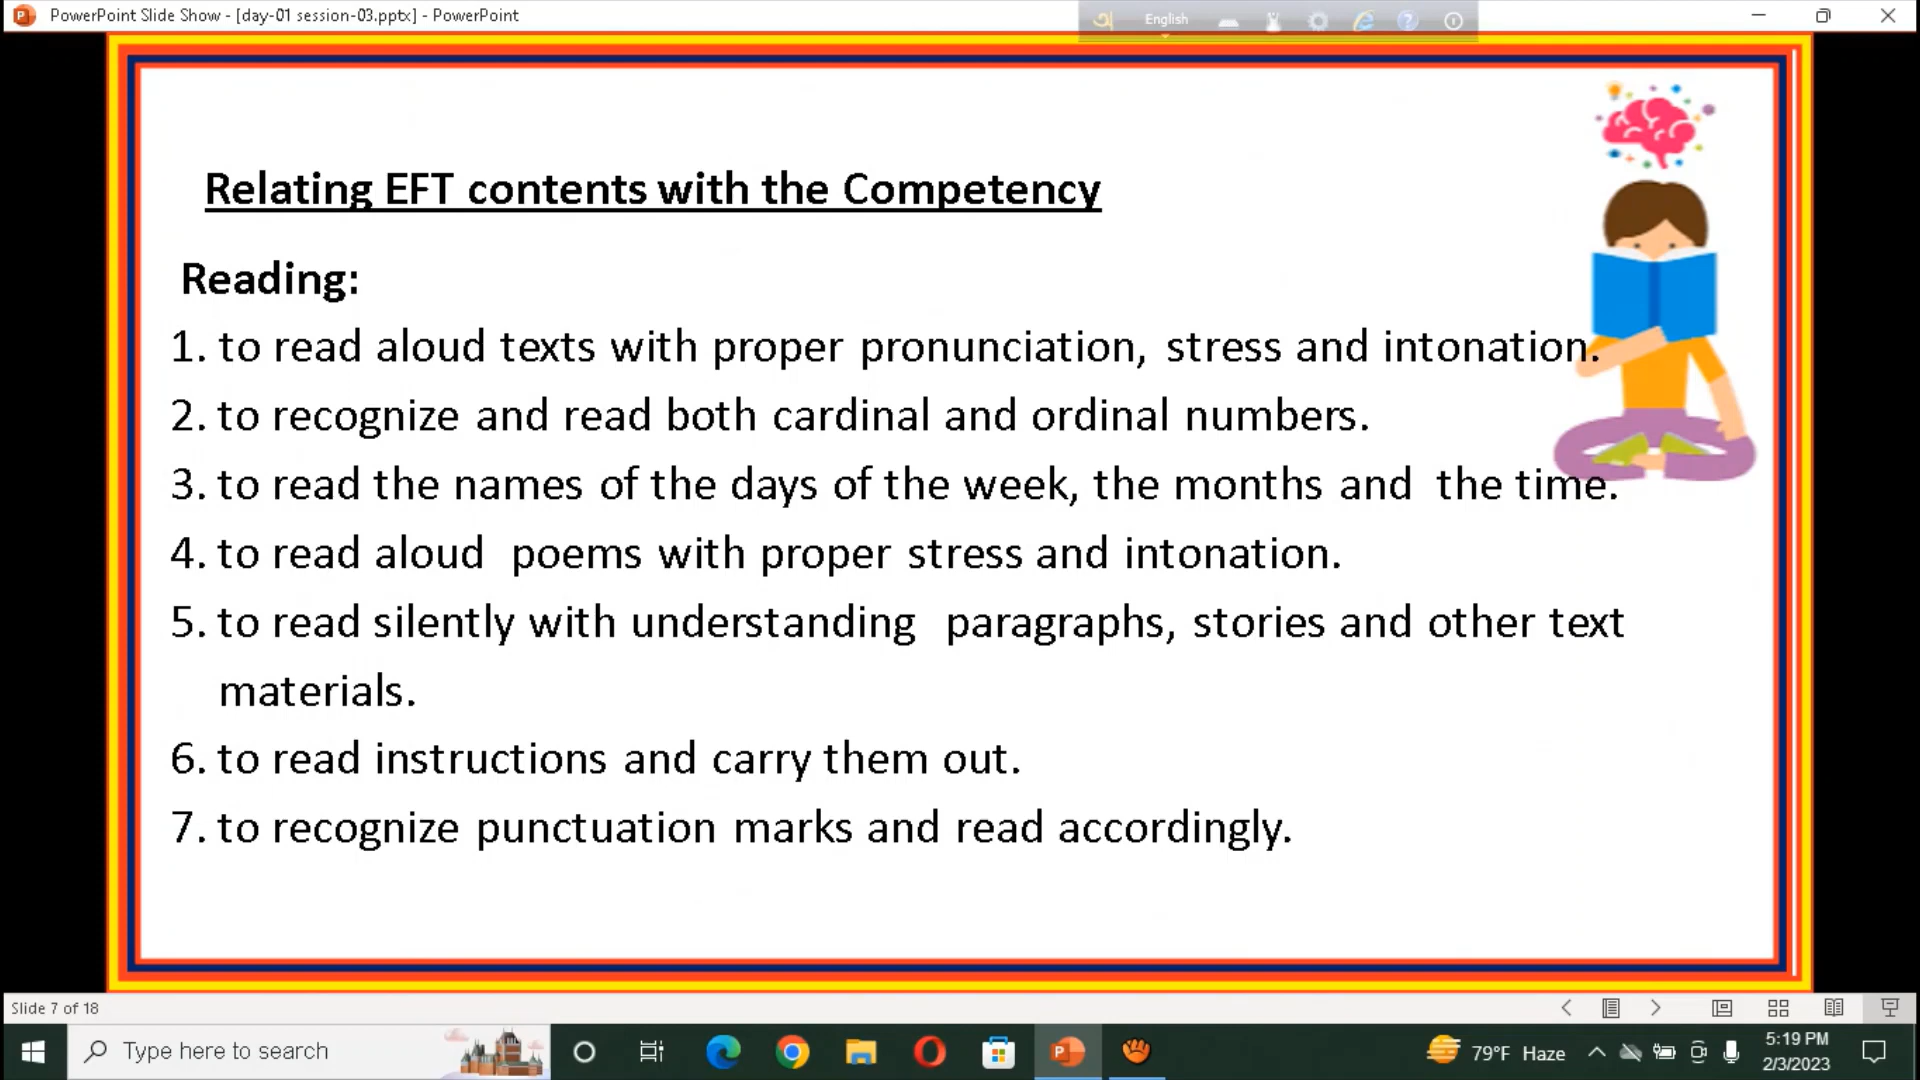 PowerPoint Slide Show - [day-01 session-03.pptx] - PowerPoint
English
Relating EFT contents with the Competency
Reading:
1. to read aloud texts with proper pronunciation, stress and intonation.
2. to recognize and read both cardinal and ordinal numbers.
3. to read the names of the days of the week, the months and the time.
4. to read aloud poems with proper stress and intonation.
5. to read silently with understanding paragraphs, stories and other text
materials.
6. to read instructions and carry them out.
7. to recognize punctuation marks and read accordingly.
Slide 7 of 18
Type here to search
79°F Haze
5:19 PM
2/3/2023